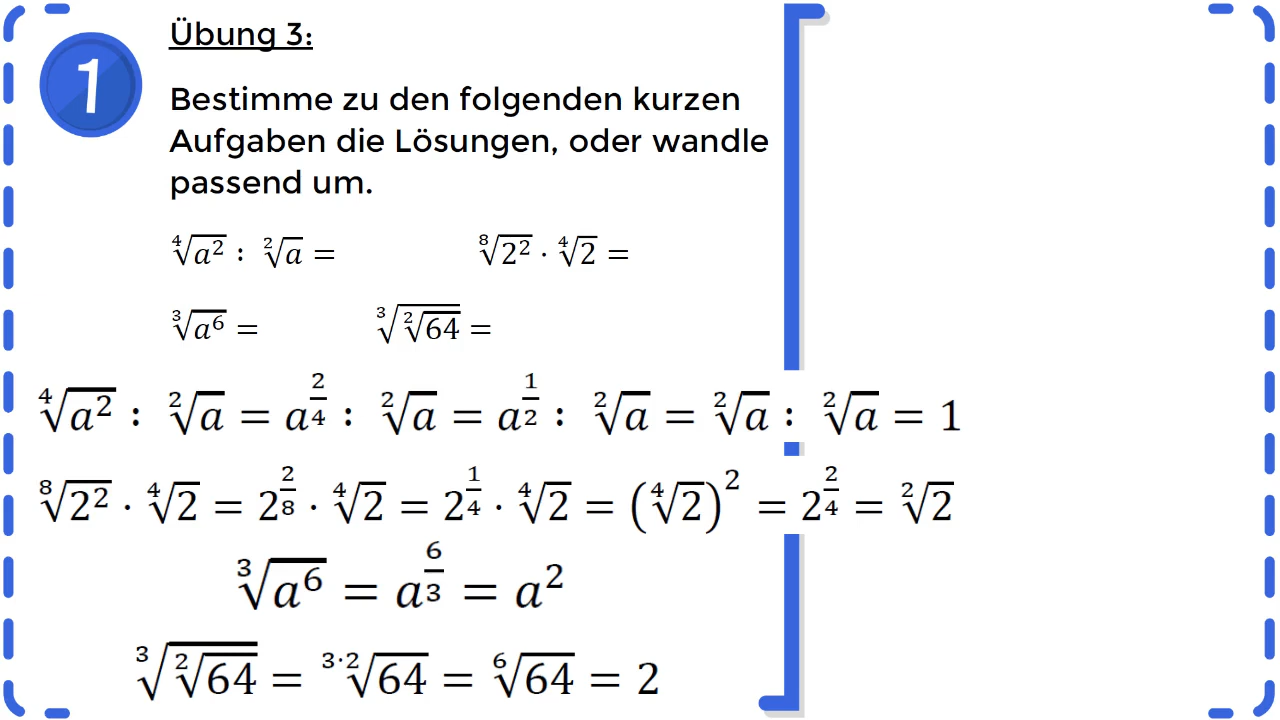 1
Übung 3:
Bestimme zu den folgenden kurzen
Aufgaben die Lösungen, oder wandle
passend um.
⁴√(a²) : ²√a =    ⁸√(2²) · ⁴√2 =
³√(a⁶) =    ³√(²√64) =
⁴√(a²) : ²√a = a^(2/4) : ²√a = a^(1/2) : ²√a = ²√a : ²√a = 1
⁸√(2²) · ⁴√2 = 2^(2/8) · ⁴√2 = 2^(1/4) · ⁴√2 = (⁴√2)² = 2^(2/4) = ²√2
³√(a⁶) = a^(6/3) = a²
³√(²√64) = ³·²√64 = ⁶√64 = 2